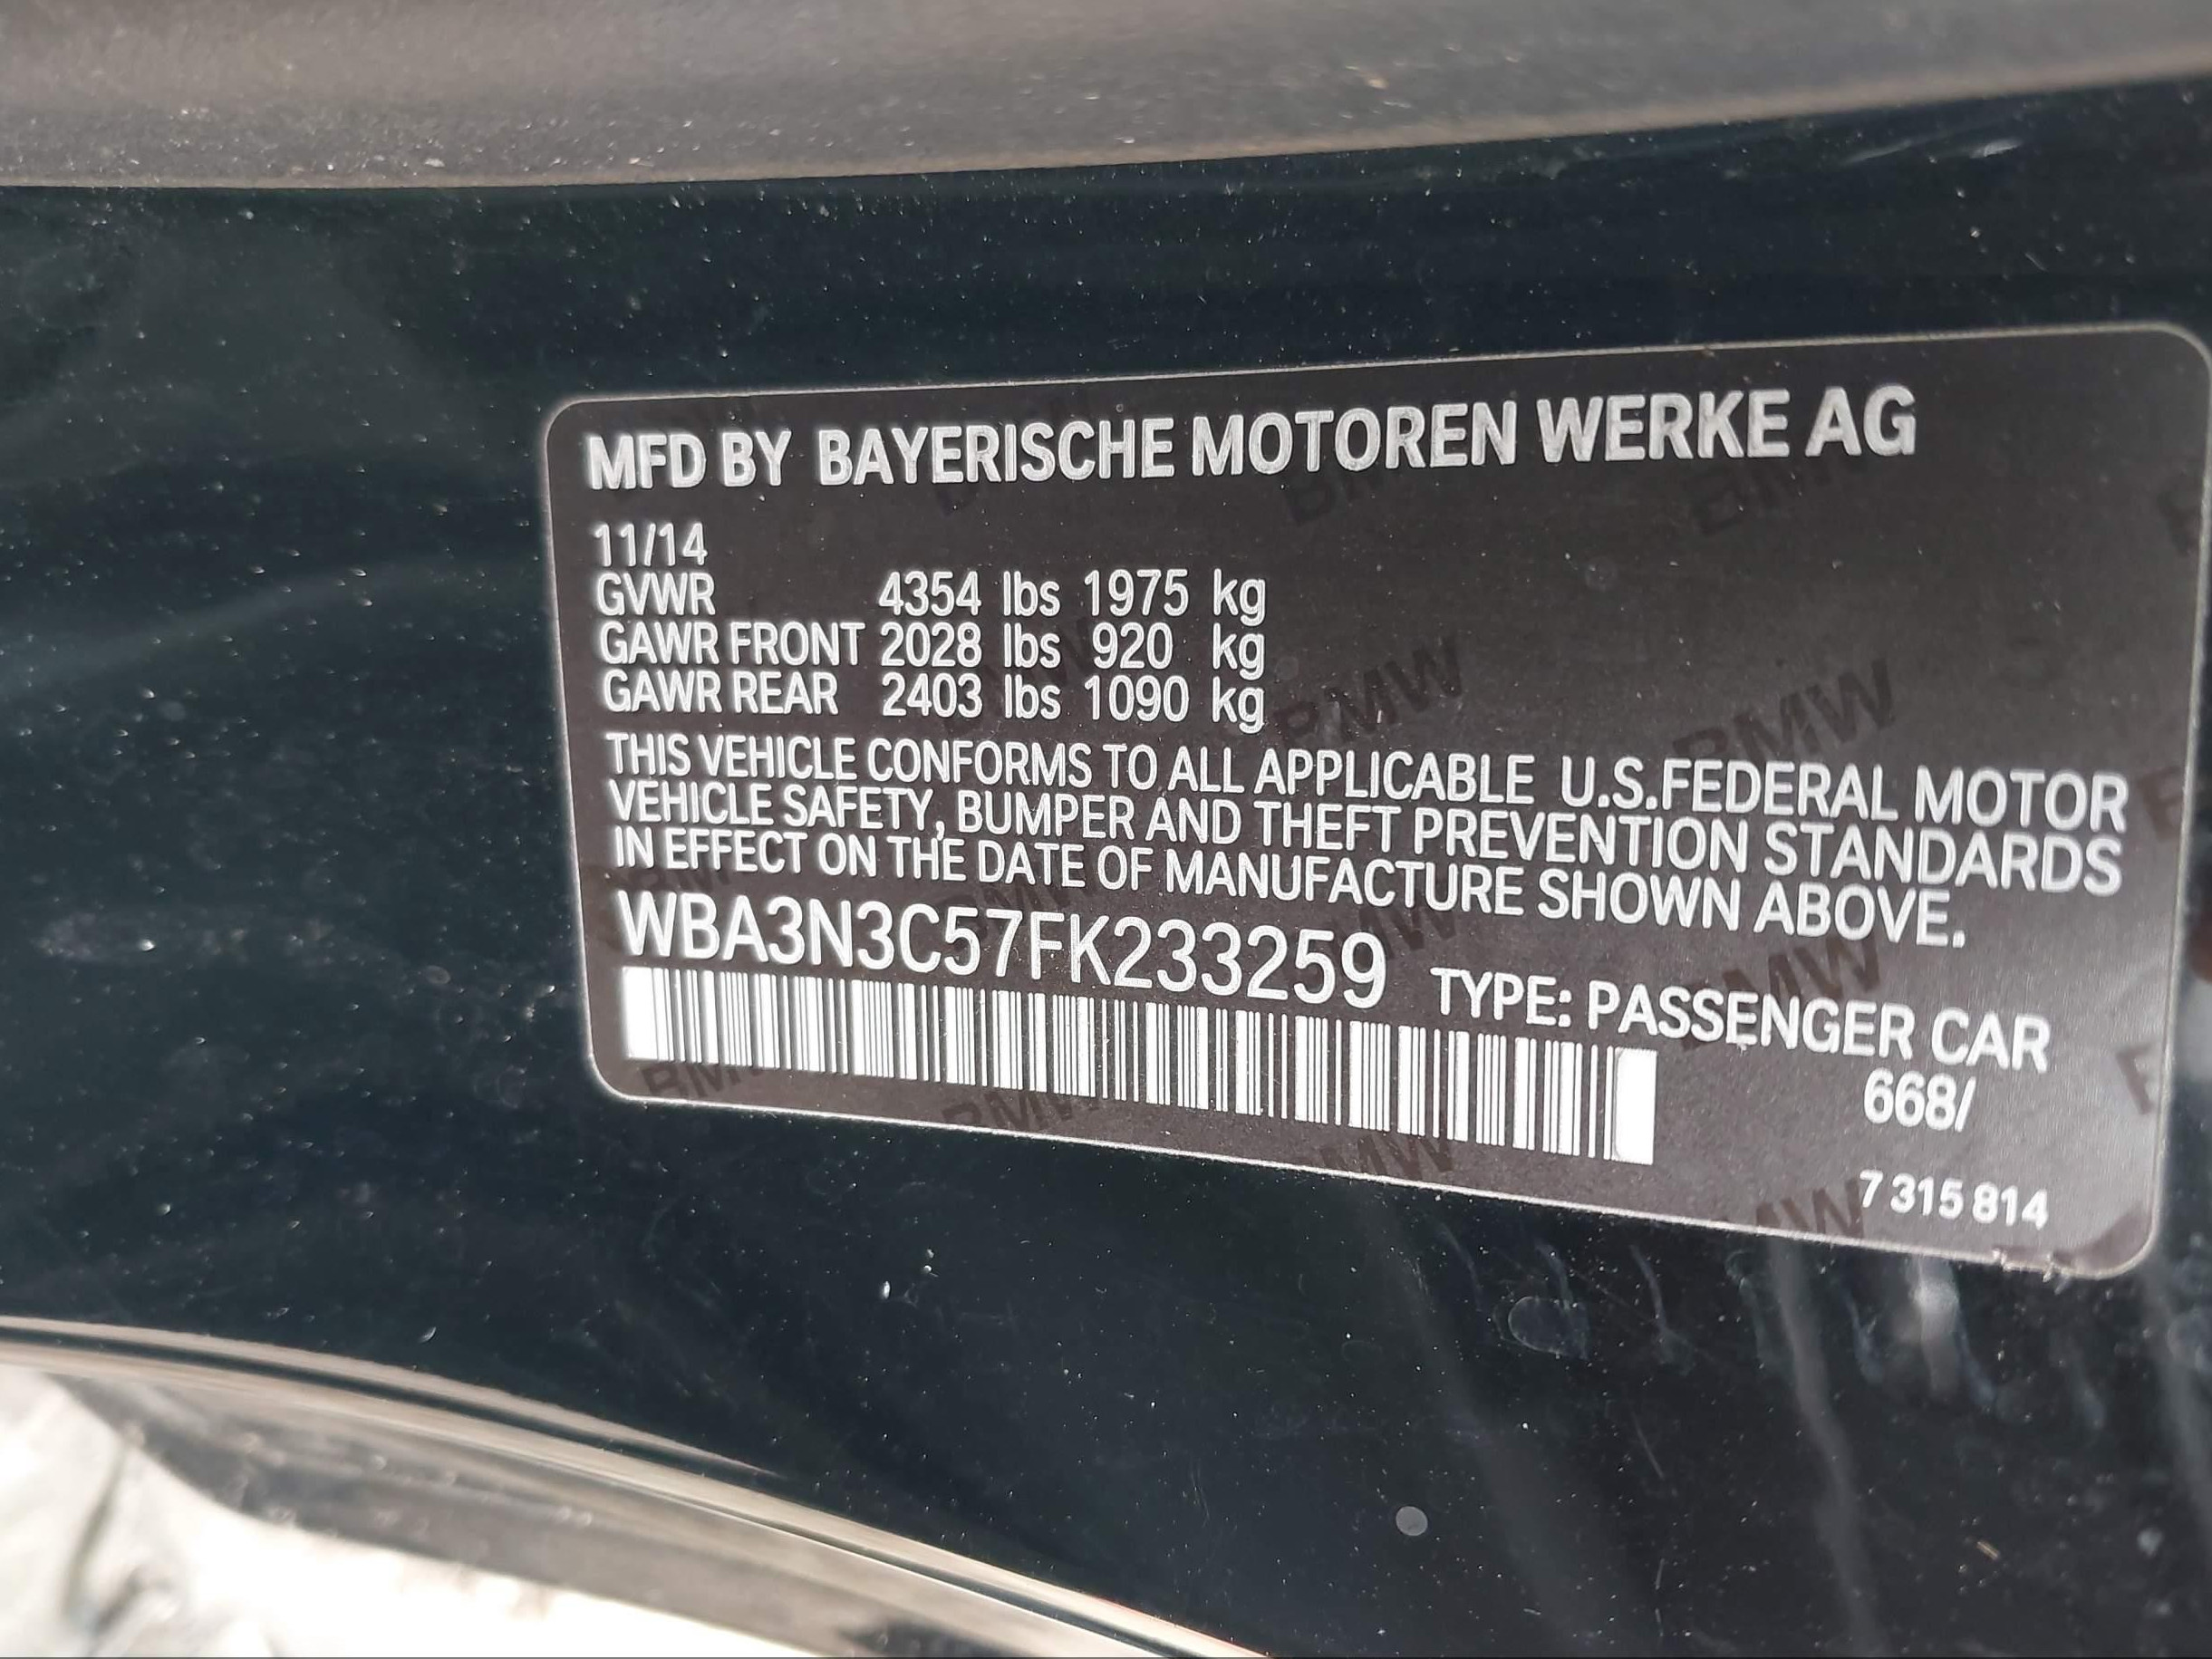 MFD BY BAYERISCHE MOTOREN WERKE AG
11/14
GVWR 4354 lbs 1975 kg
GAWR FRONT 2028 lbs 920 kg
GAWR REAR 2403 lbs 1090 kg
THIS VEHICLE CONFORMS TO ALL APPLICABLE U.S.FEDERAL MOTOR
VEHICLE SAFETY, BUMPER AND THEFT PREVENTION STANDARDS
IN EFFECT ON THE DATE OF MANUFACTURE SHOWN ABOVE.
WBA3N3C57FK233259 TYPE: PASSENGER CAR
668/
7 315 814